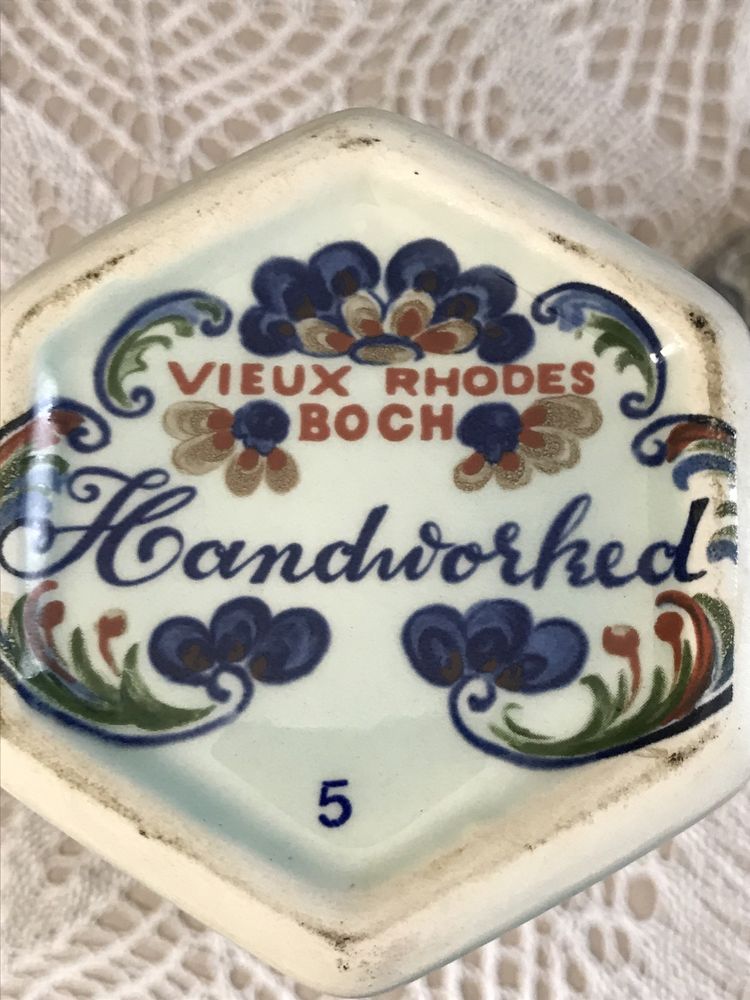 VIEUX RHODES
BOCH
Handworked
5